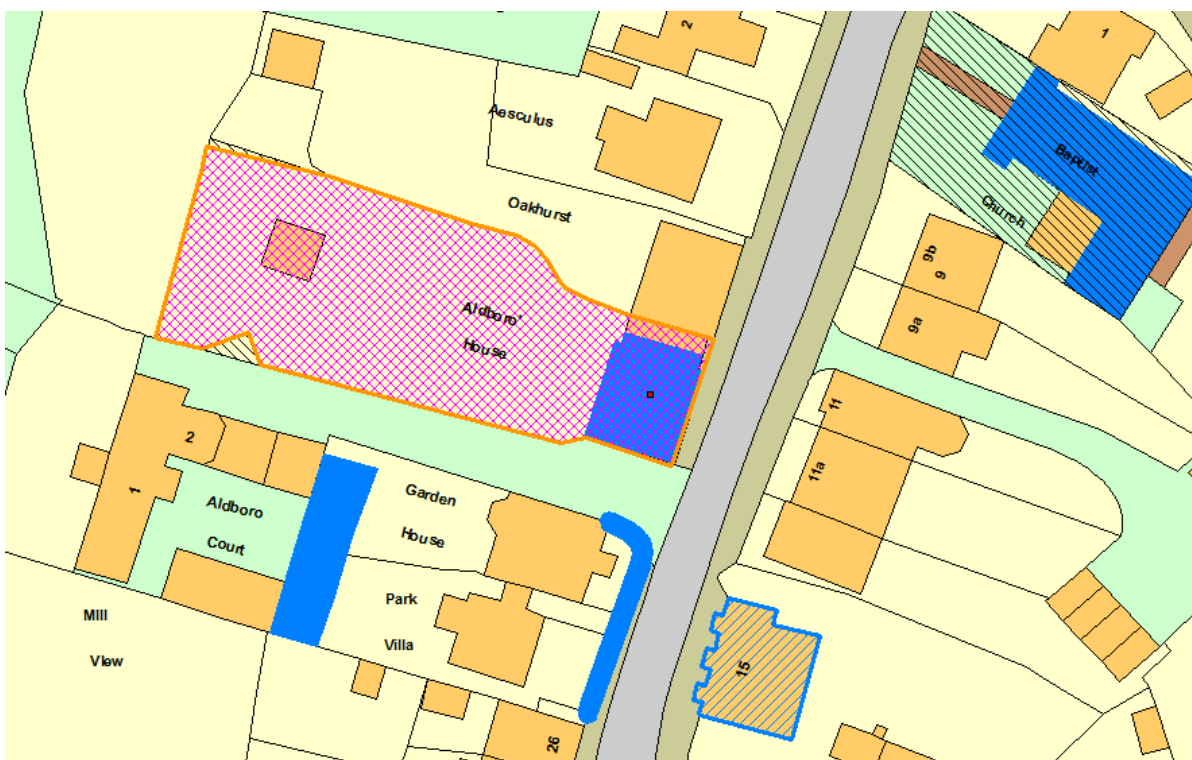 2
1
Aesculus
Baptist
Church
Oakhurst
9b
9
9a
Aldboro'
House
11
11a
2
1
Aldboro
Court
Garden
House
Park
Villa
Mill
View
15
26